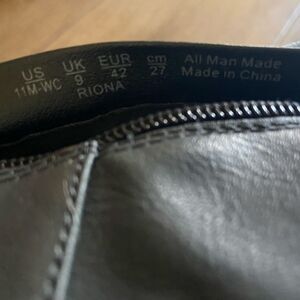 US UK EUR cm All Man Made
11M-WC 9 42 27 Made in China
RIONA